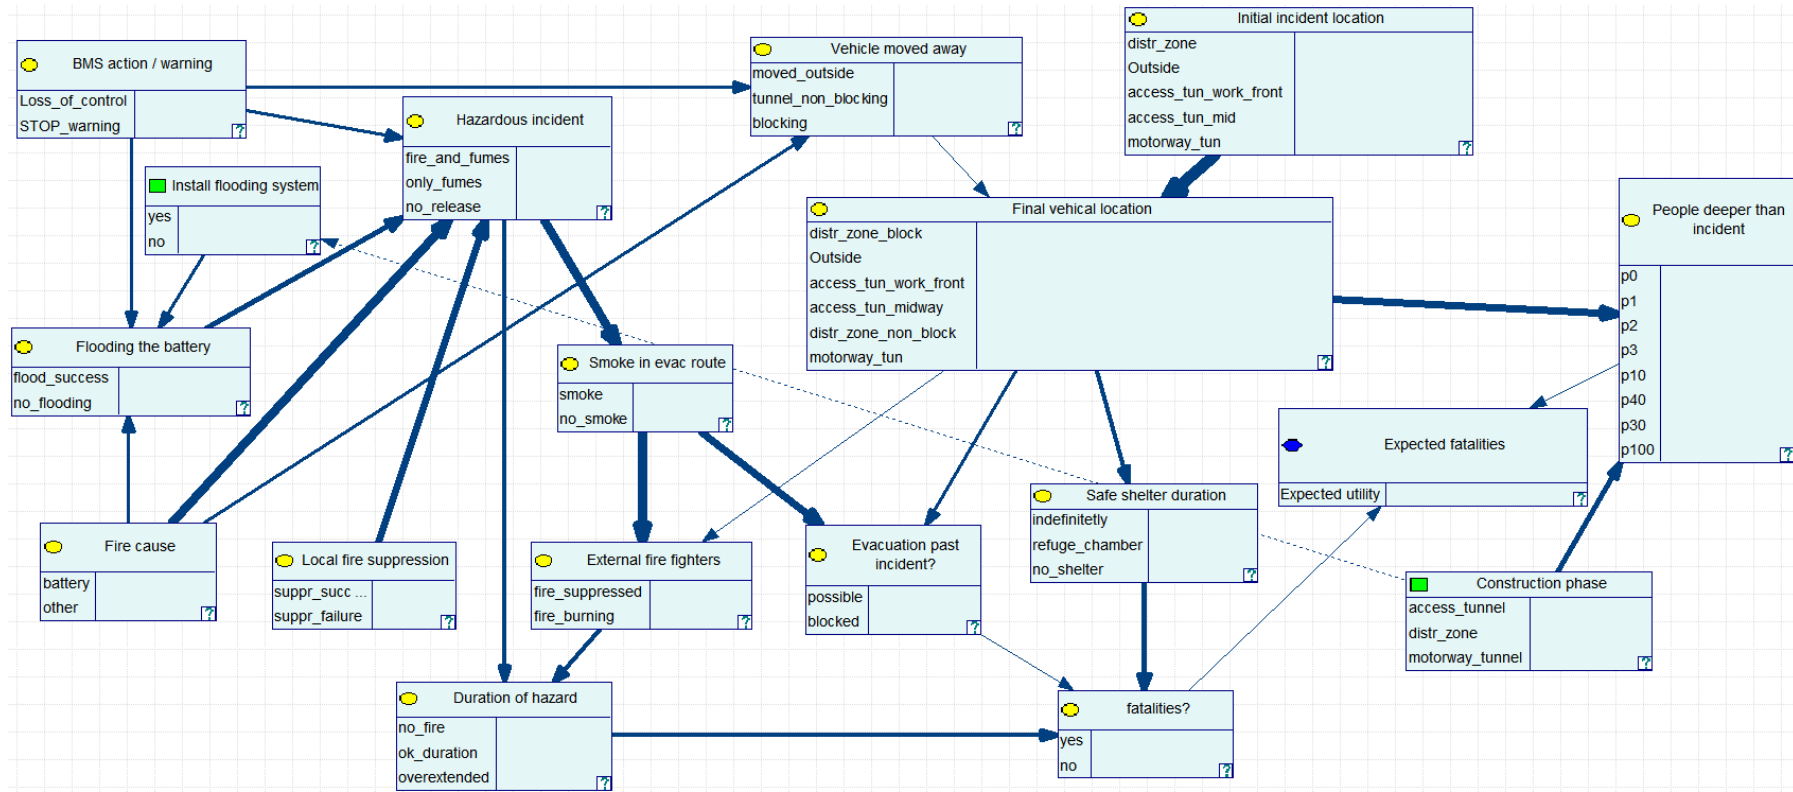 Initial incident location
distr_zone
Outside
access_tun_work_front
access_tun_mid
motorway_tun
Vehicle moved away
moved_outside
tunnel_non_blocking
blocking
BMS action / warning
Loss_of_control
STOP_warning
Hazardous incident
fire_and_fumes
only_fumes
no_release
Install flooding system
yes
no
Final vehical location
distr_zone_block
Outside
access_tun_work_front
access_tun_midway
distr_zone_non_block
motorway_tun
People deeper than
incident
p0
p1
p2
p3
p10
p40
p30
p100
Flooding the battery
flood_success
no_flooding
Smoke in evac route
smoke
no_smoke
Expected fatalities
Expected utility
Safe shelter duration
indefinitetly
refuge_chamber
no_shelter
Fire cause
battery
other
Local fire suppression
suppr_succ ...
suppr_failure
External fire fighters
fire_suppressed
fire_burning
Evacuation past
incident?
possible
blocked
Construction phase
access_tunnel
distr_zone
motorway_tunnel
Duration of hazard
no_fire
ok_duration
overextended
fatalities?
yes
no